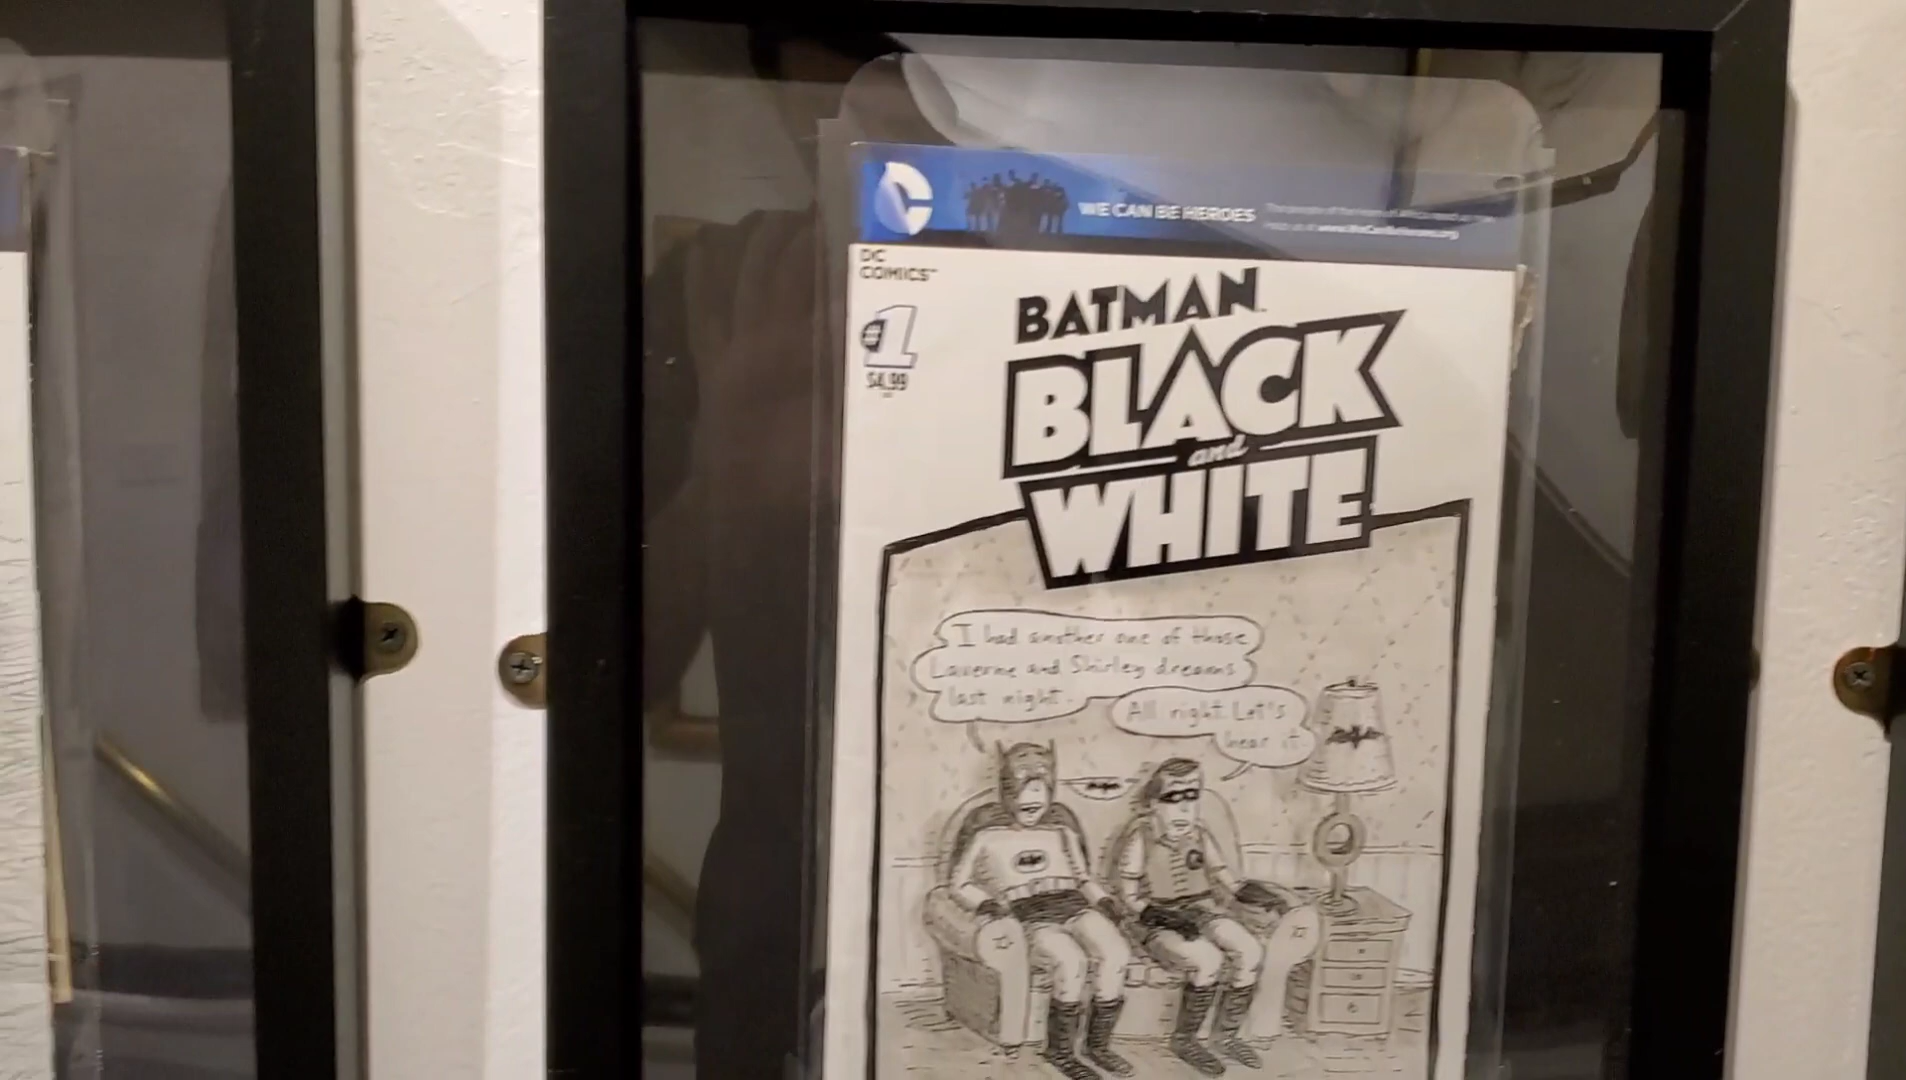 WE CAN BE HEROES
DC
COMICS™
#1
$4.99
BATMAN
BLACK
and
WHITE
I had another one of those
Laverne and Shirley dreams
last night.
All right. Let's
hear it.